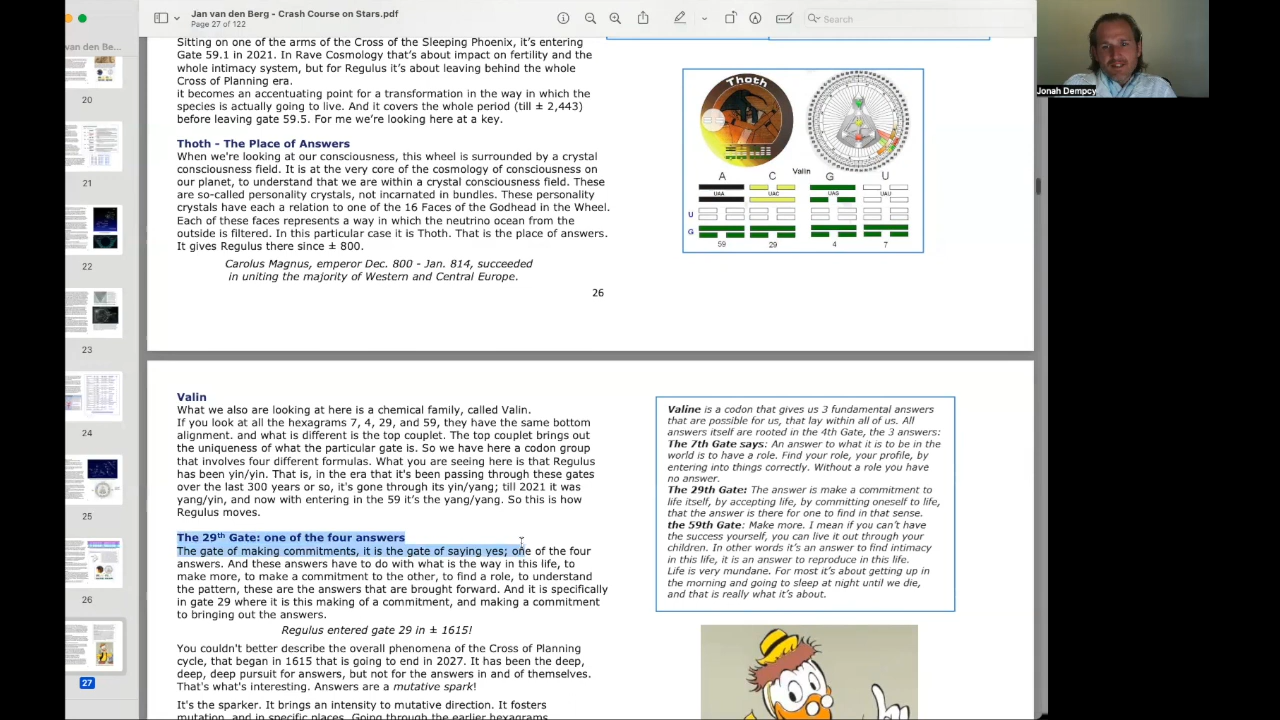 Jan van den Berg - Crash Course on Stars.pdf
Page 27 of 122
Search
van den Be...
Jonah Dempcy
20
21
22
23
24
25
26
27
Sitting on one of the arms of the Cross of the Sleeping Phoenix, it's entering
Gate 59.1 in 2021. In Rave Cosmology that's about impact on fertility and the
whole intimacy system, but for Regulus it's about leaving behind the whole
Cross of Planning era.
it becomes an accentuating point for a transformation in the way in which the
species is actually going to live. And it covers the whole period (till ± 2,443)
before leaving gate 59.5. For me we're looking here at a key.
Thoth - The Place of Answers
When we're looking at our consciousness, this wheel is surrounded by a crystal
consciousness field. It is at the very core of the cosmology of consciousness on
our planet, to understand that we are within a crystal consciousness field. These
are so-called personality crystals, not incarnated in bundles. These personality
crystals have each a relation to one of the 16 Faces of the Godhead in the Wheel.
Each of these faces represents a way in which the neutrino ocean from the
outside is filtered. In this particular case it is Thoth. That is the place of answers.
It gives Regulus there since ± 800.
Carolus Magnus, emperor Dec. 800 - Jan. 814, succeeded
in uniting the majority of Western and Central Europe.
26
Thoth
Valin
A C G U
UAA UAC UAG UAU
U
G
59 29 4 7
Valin
What we also are looking at here is a chemical family, called Valin.
If you look at all the hexagrams 7, 4, 29, and 59, they have the same bottom
alignment. and what is different is the top couplet. The top couplet brings out
the uniqueness of what the particular gate is. So we have here a codon group
that involves four different formulas. What you are seeing here is that Regulus
has been in yin/yin. That is, in the era that it's been passing through these gates
over the last 300 years or so, it's gone through its yin/yang; till 2021 it was
yang/yin, and now with entering in the 59 it's the yang/yang. So this is how
Regulus moves.
The 29th Gate: one of the four answers
The gate of making commitments, it is the gate of saying yes, one of the four
answers. And these answers have to do with what is the way in this life, to
make more, to make a commitment to the other, to find a role, to understand
the pattern, these are the answers that are brought forward. And it is specifically
in gate 29 where it is this making of a commitment, and making a commitment
to bringing out the answers.
Regulus entered gate 29 in ± 1615!
You couldn't better describe the overall phenomena of the Cross of Planning
cycle, that began in 1615 that is going to end in 2027. It has seen the deep,
deep, deep pursuit for answers, but not for the answers in and of themselves.
That's what's interesting. Answers are a mutative spark!
It's the sparker. It brings an intensity to mutative direction. It fosters
mutation, and in specific places. Going through the earlier hexagrams
Valine is a codon that gives us 3 fundamental answers
that are possible for us, that lay within all of us. All
answers itself are rooted in the 4th Gate, the 3 answers:
The 7th Gate says: An answer to what it is to be in the
world is to have a role. Find your role, your profile, by
entering into things correctly. Without a role you have
no answer.
The 29th Gate: The answer is make a commitment to
life itself, by accepting life, by committing oneself to life,
that the answer is there for one to find in that sense.
the 59th Gate: Make more. I mean if you can't have
the success yourself, you can live it out through your
children. In other words it's an answer to find intimacy
in this life, it is an answer to reproduce in this life.
Life is very mundane. For most it's about getting up in
the morning and going to sleep at night until we die,
and that is really what it's about.